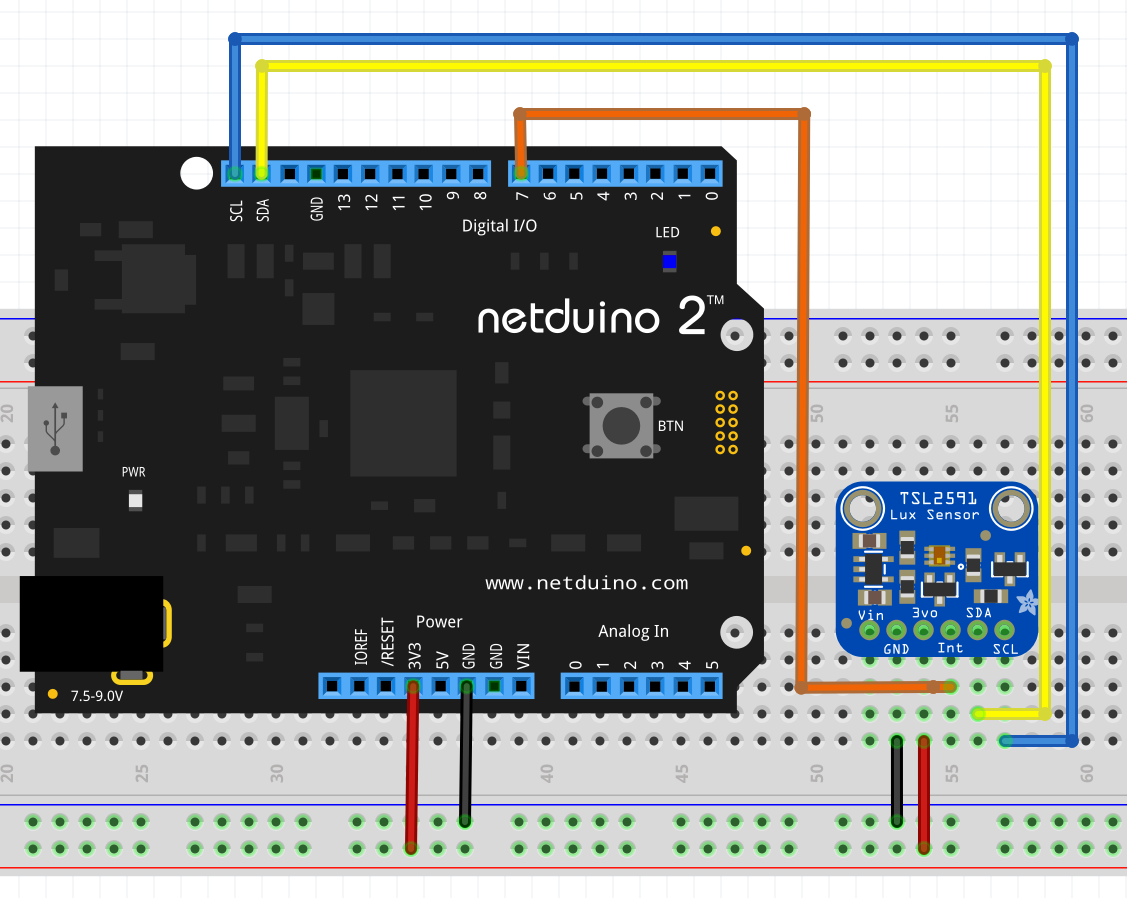 SCL
SDA
GND
13
12
11
10
9
8
7
6
5
4
3
2
1
0
Digital I/O
LED
netduino 2™
BTN
PWR
www.netduino.com
Power
Analog In
IOREF
/RESET
3V3
5V
GND
GND
VIN
0
1
2
3
4
5
7.5-9.0V
20
50
55
60
TSL2591
Lux Sensor
Vin
3vo
SDA
GND
Int
SCL
20
25
30
40
45
50
55
60